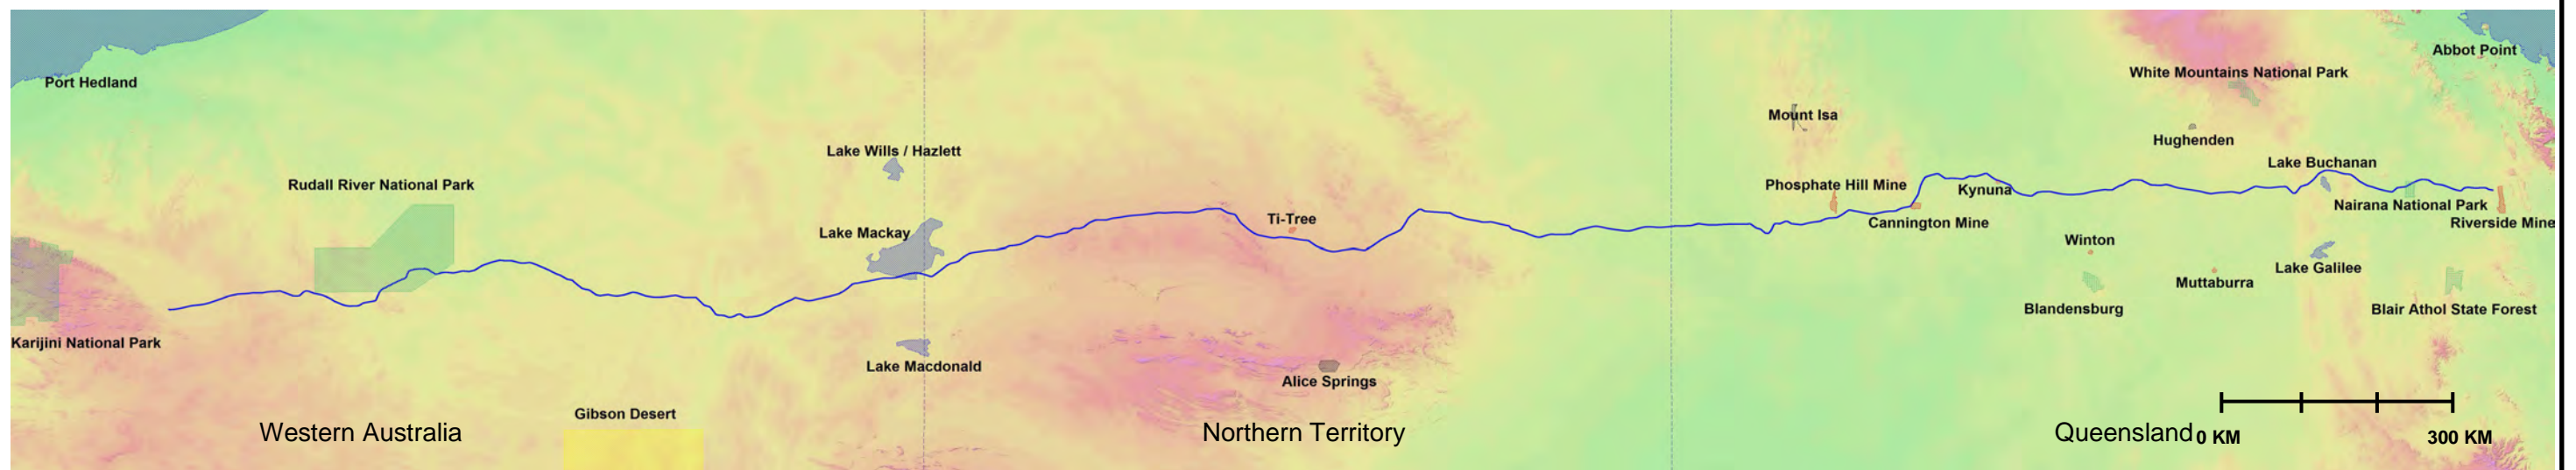 Abbot Point
White Mountains National Park
Port Hedland
Mount Isa
Hughenden
Lake Wills / Hazlett
Lake Buchanan
Rudall River National Park
Phosphate Hill Mine
Kynuna
Nairana National Park
Ti-Tree
Cannington Mine
Riverside Mine
Lake Mackay
Winton
Lake Galilee
Muttaburra
Blandensburg
Blair Athol State Forest
Karijini National Park
Lake Macdonald
Alice Springs
Gibson Desert
Western Australia
Northern Territory
Queensland
0 KM
300 KM